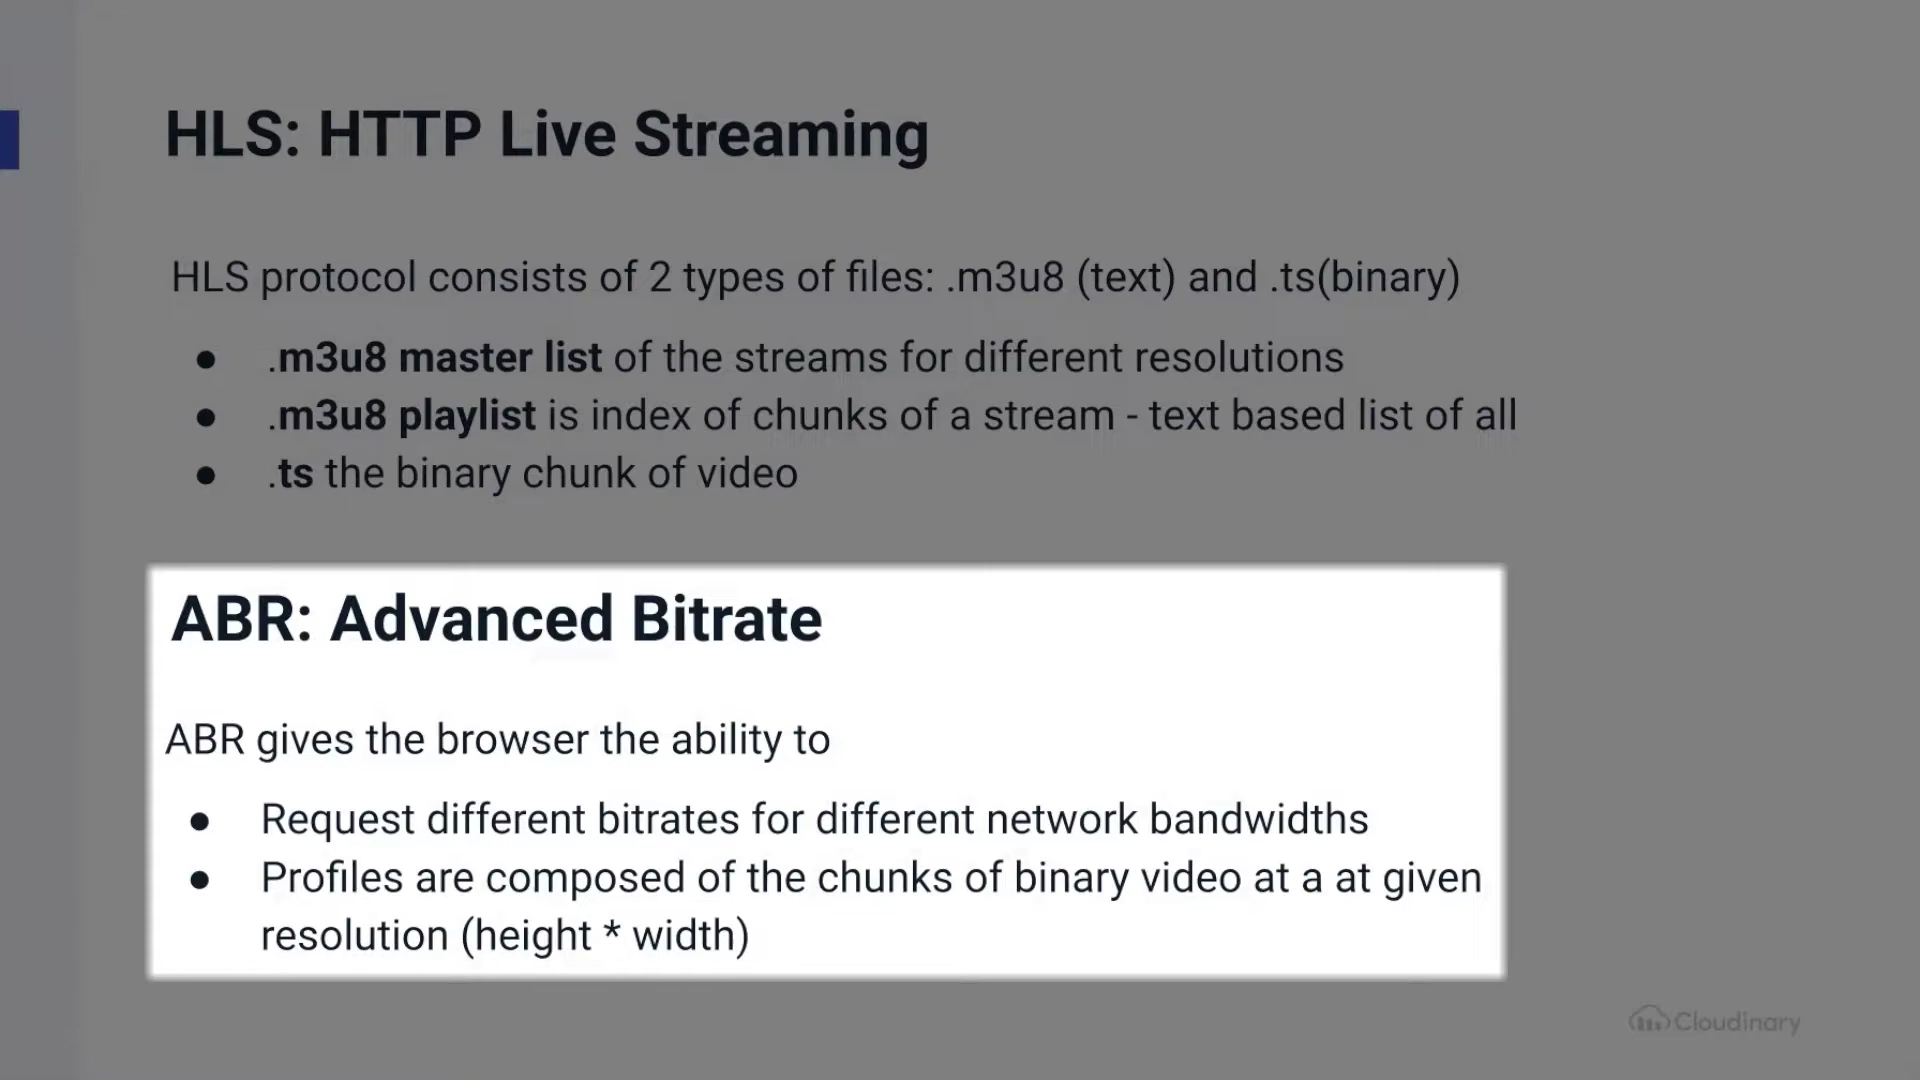 HLS: HTTP Live Streaming
HLS protocol consists of 2 types of files: .m3u8 (text) and .ts(binary)
● .m3u8 master list of the streams for different resolutions
● .m3u8 playlist is index of chunks of a stream - text based list of all
● .ts the binary chunk of video
ABR: Advanced Bitrate
ABR gives the browser the ability to
● Request different bitrates for different network bandwidths
● Profiles are composed of the chunks of binary video at a at given
resolution (height * width)
Cloudinary